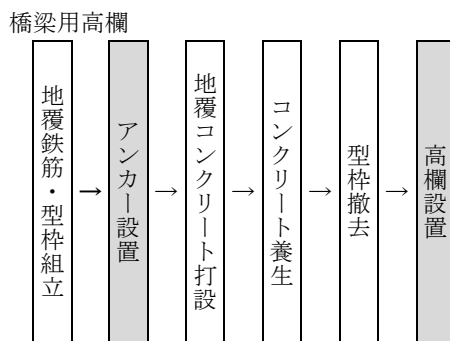 橋梁用高欄
地覆鉄筋・型枠組立
→
アンカー設置
→
地覆コンクリート打設
→
コンクリート養生
→
型枠撤去
→
高欄設置